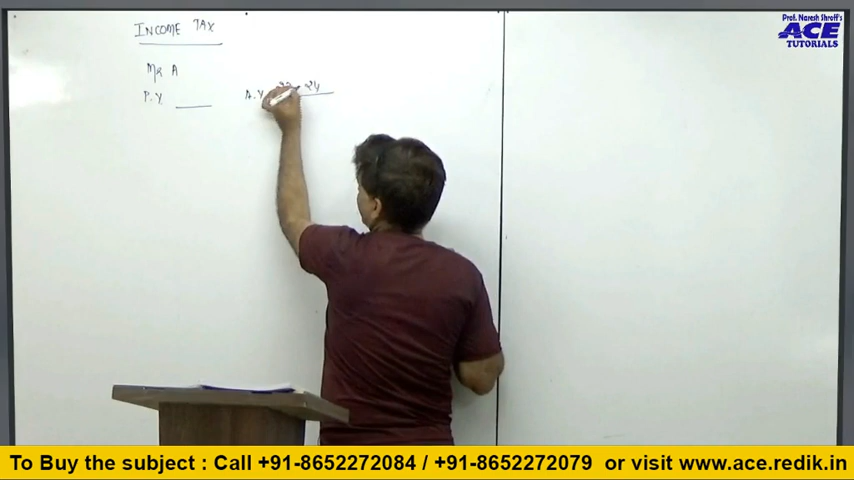 INCOME TAX
Mr A
P.Y. A.Y 24
Prof. Naresh Shroff's
ACE
TUTORIALS
To Buy the subject : Call +91-8652272084 / +91-8652272079 or visit www.ace.redik.in